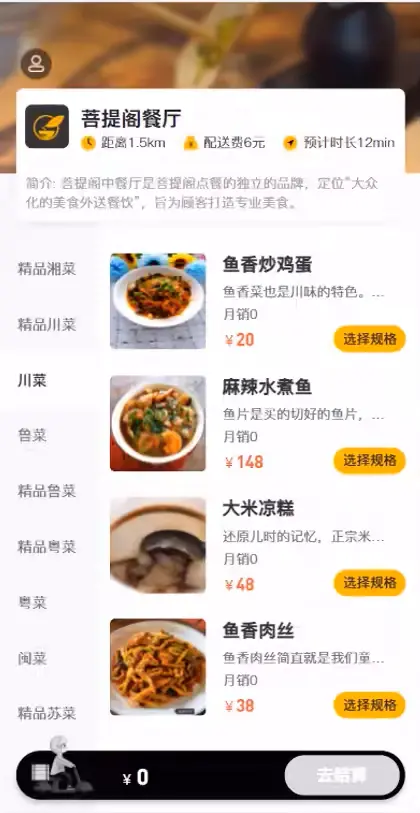 菩提阁餐厅
距离1.5km 配送费6元 预计时长12min
简介: 菩提阁中餐厅是菩提阁点餐的独立的品牌，定位“大众
化的美食外送餐饮”，旨为顾客打造专业美食。
精品湘菜
精品川菜
川菜
鲁菜
精品鲁菜
精品粤菜
粤菜
闽菜
精品苏菜
鱼香炒鸡蛋
鱼香菜也是川味的特色。...
月销0
¥20 选择规格
麻辣水煮鱼
鱼片是买的切好的鱼片，...
月销0
¥148 选择规格
大米凉糕
还原儿时的记忆，正宗米...
月销0
¥48 选择规格
鱼香肉丝
鱼香肉丝简直就是我们童...
月销0
¥38 选择规格
¥ 0 去结算